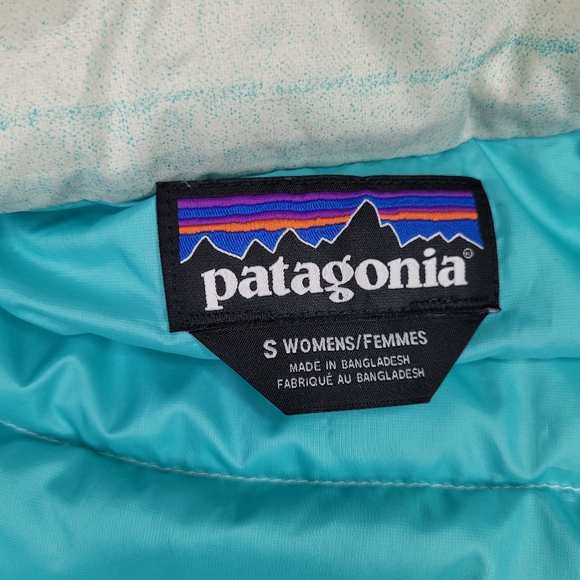 patagonia®
S WOMENS/FEMMES
MADE IN BANGLADESH
FABRIQUÉ AU BANGLADESH